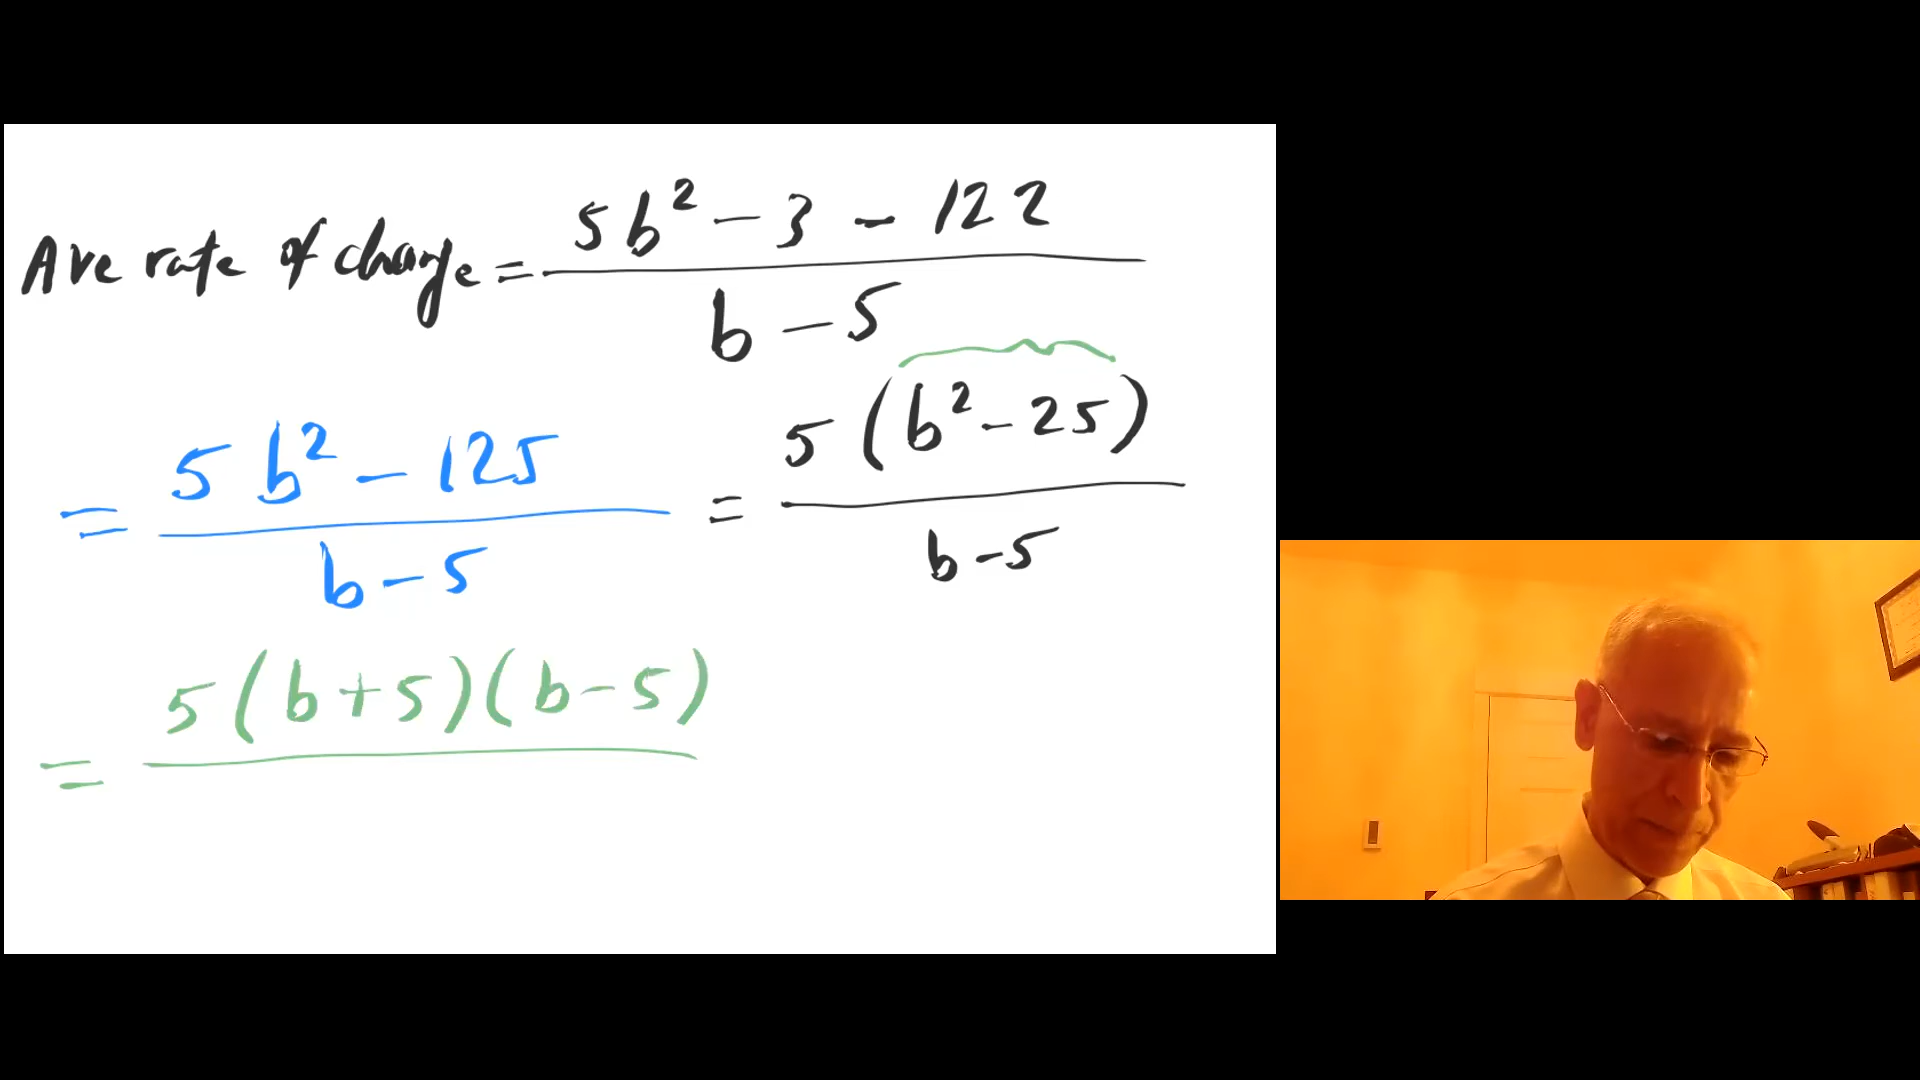 Ave rate of change = 5b² - 3 - 122
b - 5
= 5b² - 125 = 5(b² - 25)
b - 5 b - 5
= 5(b+5)(b-5)